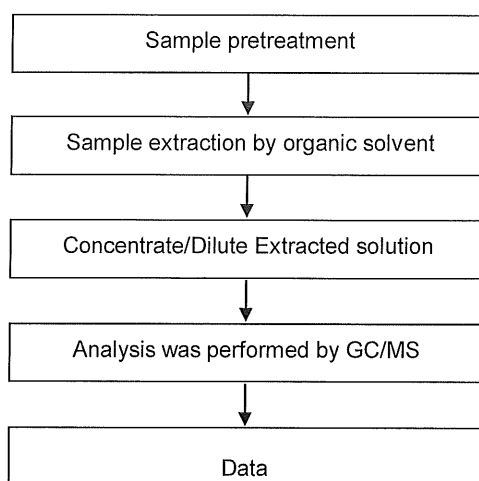 Sample pretreatment
Sample extraction by organic solvent
Concentrate/Dilute Extracted solution
Analysis was performed by GC/MS
Data